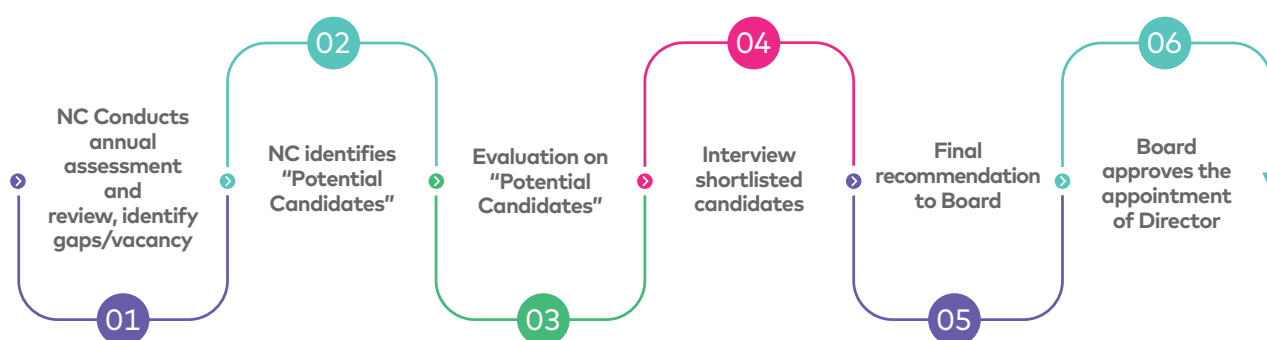 01
NC Conducts
annual
assessment
and
review, identify
gaps/vacancy
02
NC identifies
“Potential
Candidates”
03
Evaluation on
“Potential
Candidates”
04
Interview
shortlisted
candidates
05
Final
recommendation
to Board
06
Board
approves the
appointment
of Director